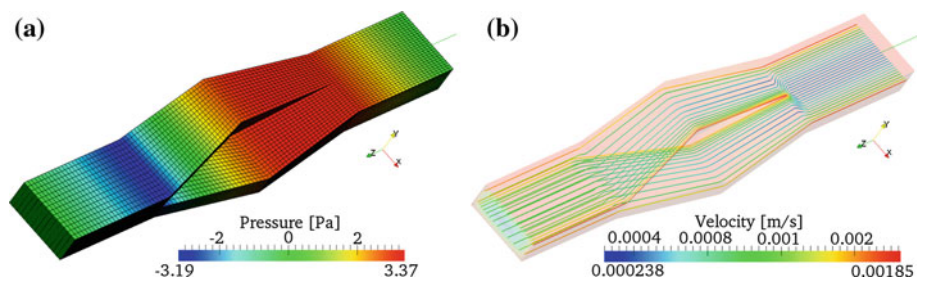 (a)
Y
Z
X
Pressure [Pa]
-2 0 2
-3.19 3.37
(b)
Y
Z
X
Velocity [m/s]
0.0004 0.0008 0.001 0.002
0.000238 0.00185